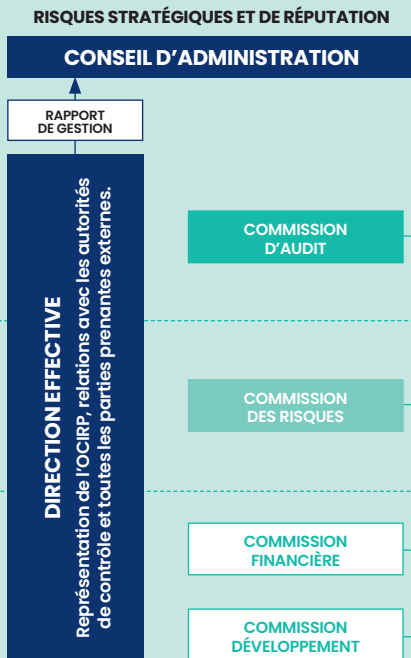 RISQUES STRATÉGIQUES ET DE RÉPUTATION
CONSEIL D'ADMINISTRATION
RAPPORT
DE GESTION
DIRECTION EFFECTIVE
Représentation de l'OCIRP, relations avec les autorités
de contrôle et toutes les parties prenantes externes.
COMMISSION
D'AUDIT
COMMISSION
DES RISQUES
COMMISSION
FINANCIÈRE
COMMISSION
DÉVELOPPEMENT